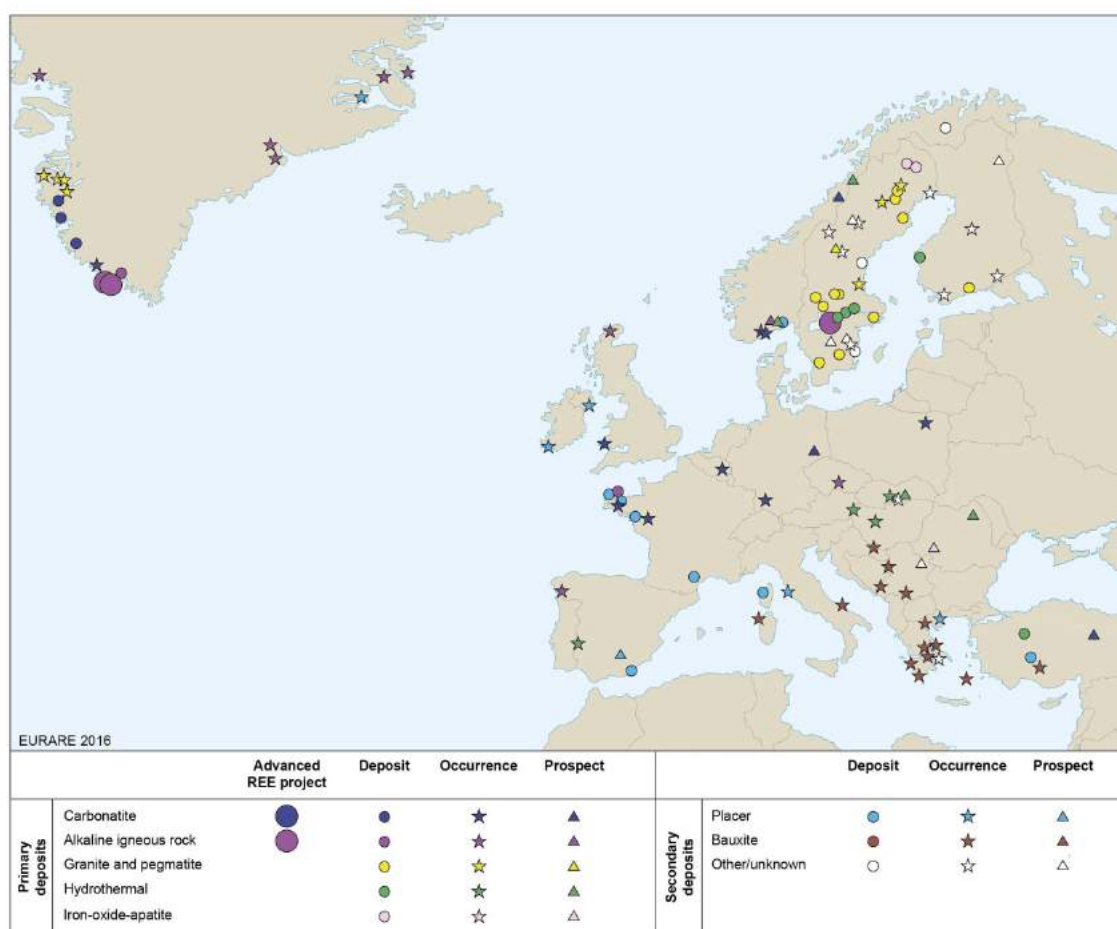 EURARE 2016
Advanced REE project Deposit Occurrence Prospect
Primary deposits
Carbonatite
Alkaline igneous rock
Granite and pegmatite
Hydrothermal
Iron-oxide-apatite
Deposit Occurrence Prospect
Secondary deposits
Placer
Bauxite
Other/unknown